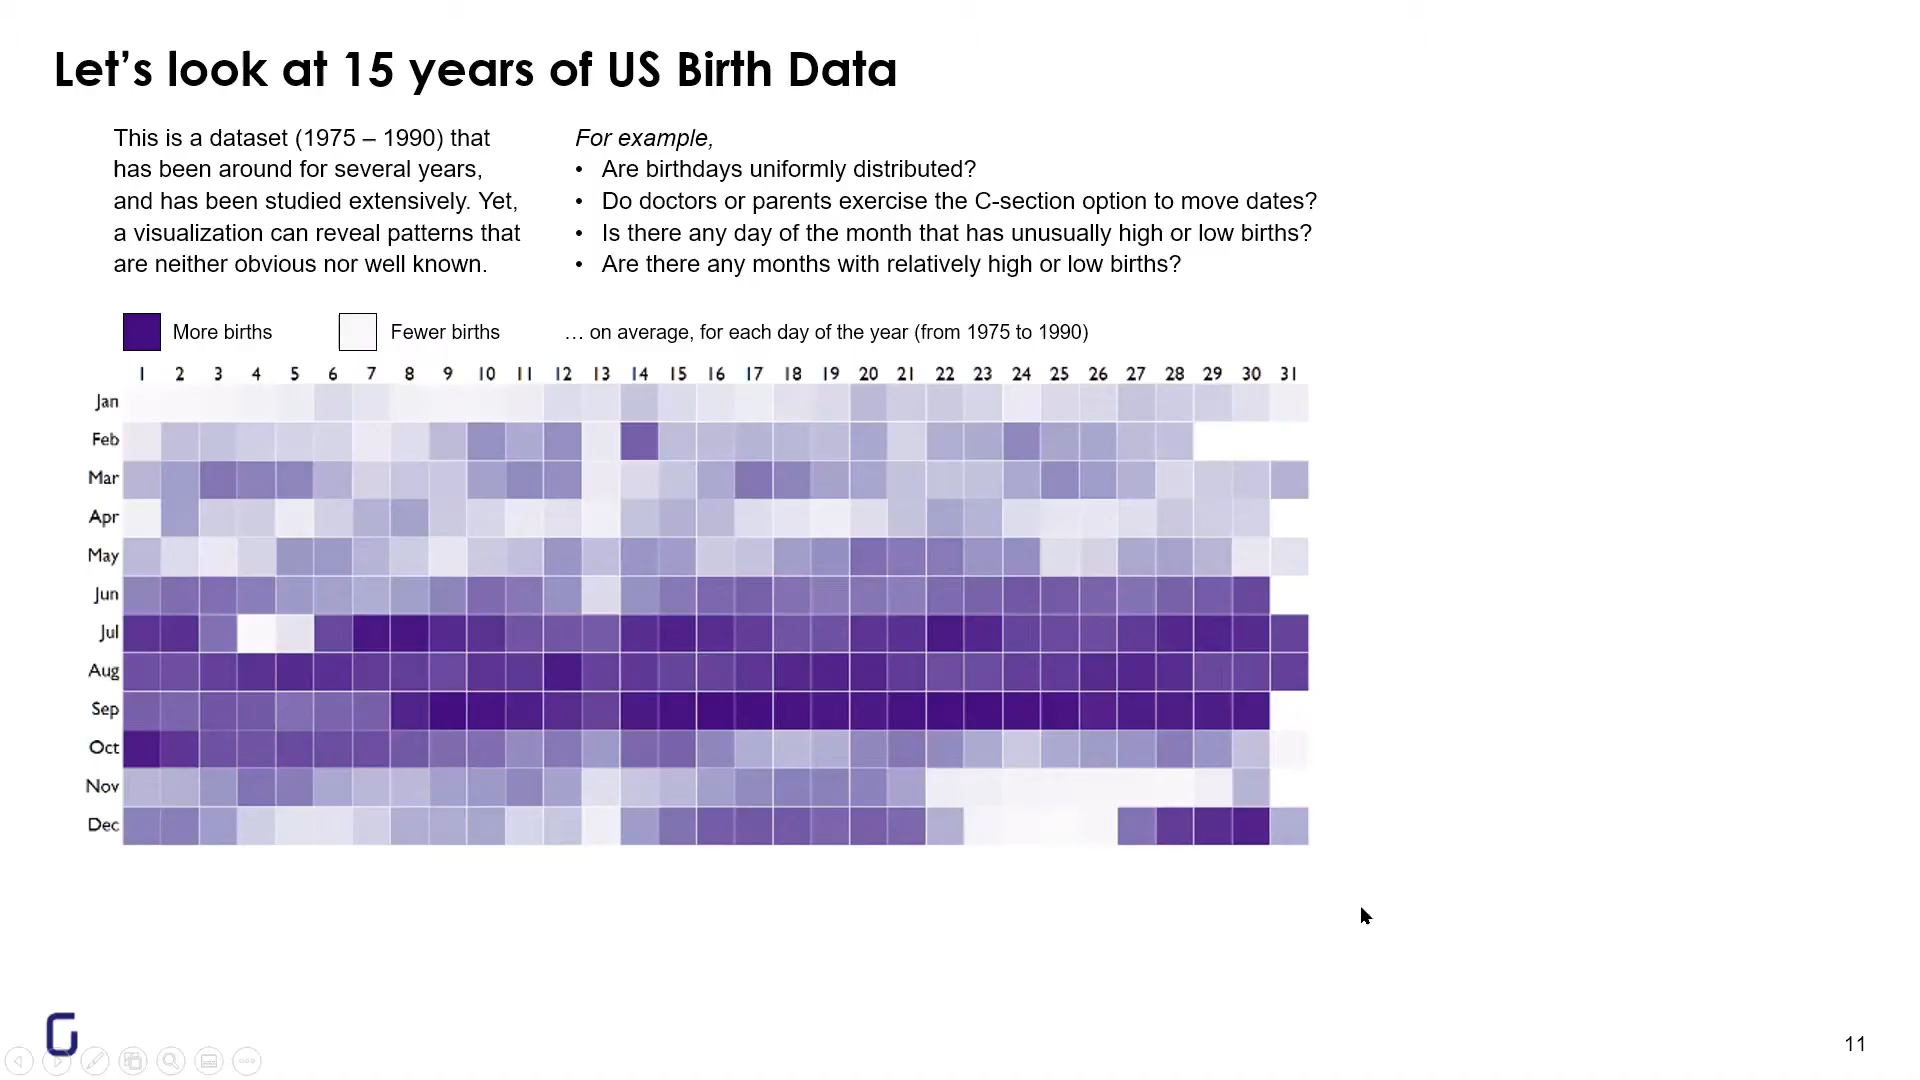 Let’s look at 15 years of US Birth Data
This is a dataset (1975 – 1990) that
has been around for several years,
and has been studied extensively. Yet,
a visualization can reveal patterns that
are neither obvious nor well known.
For example,
• Are birthdays uniformly distributed?
• Do doctors or parents exercise the C-section option to move dates?
• Is there any day of the month that has unusually high or low births?
• Are there any months with relatively high or low births?
More births Fewer births … on average, for each day of the year (from 1975 to 1990)
1 2 3 4 5 6 7 8 9 10 11 12 13 14 15 16 17 18 19 20 21 22 23 24 25 26 27 28 29 30 31
Jan
Feb
Mar
Apr
May
Jun
Jul
Aug
Sep
Oct
Nov
Dec
11